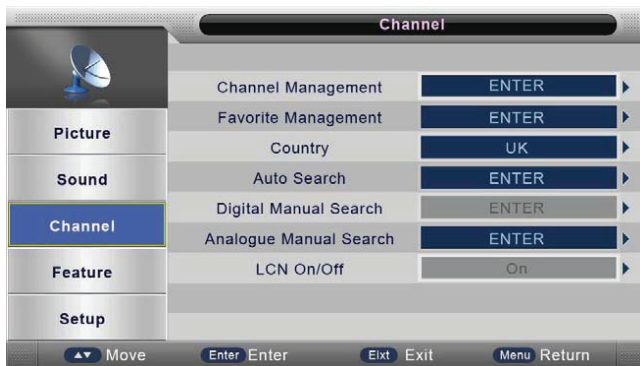 Channel
Channel Management ENTER
Favorite Management ENTER
Country UK
Auto Search ENTER
Digital Manual Search ENTER
Analogue Manual Search ENTER
LCN On/Off On
Picture
Sound
Channel
Feature
Setup
Move Enter Enter Eixt Exit Menu Return